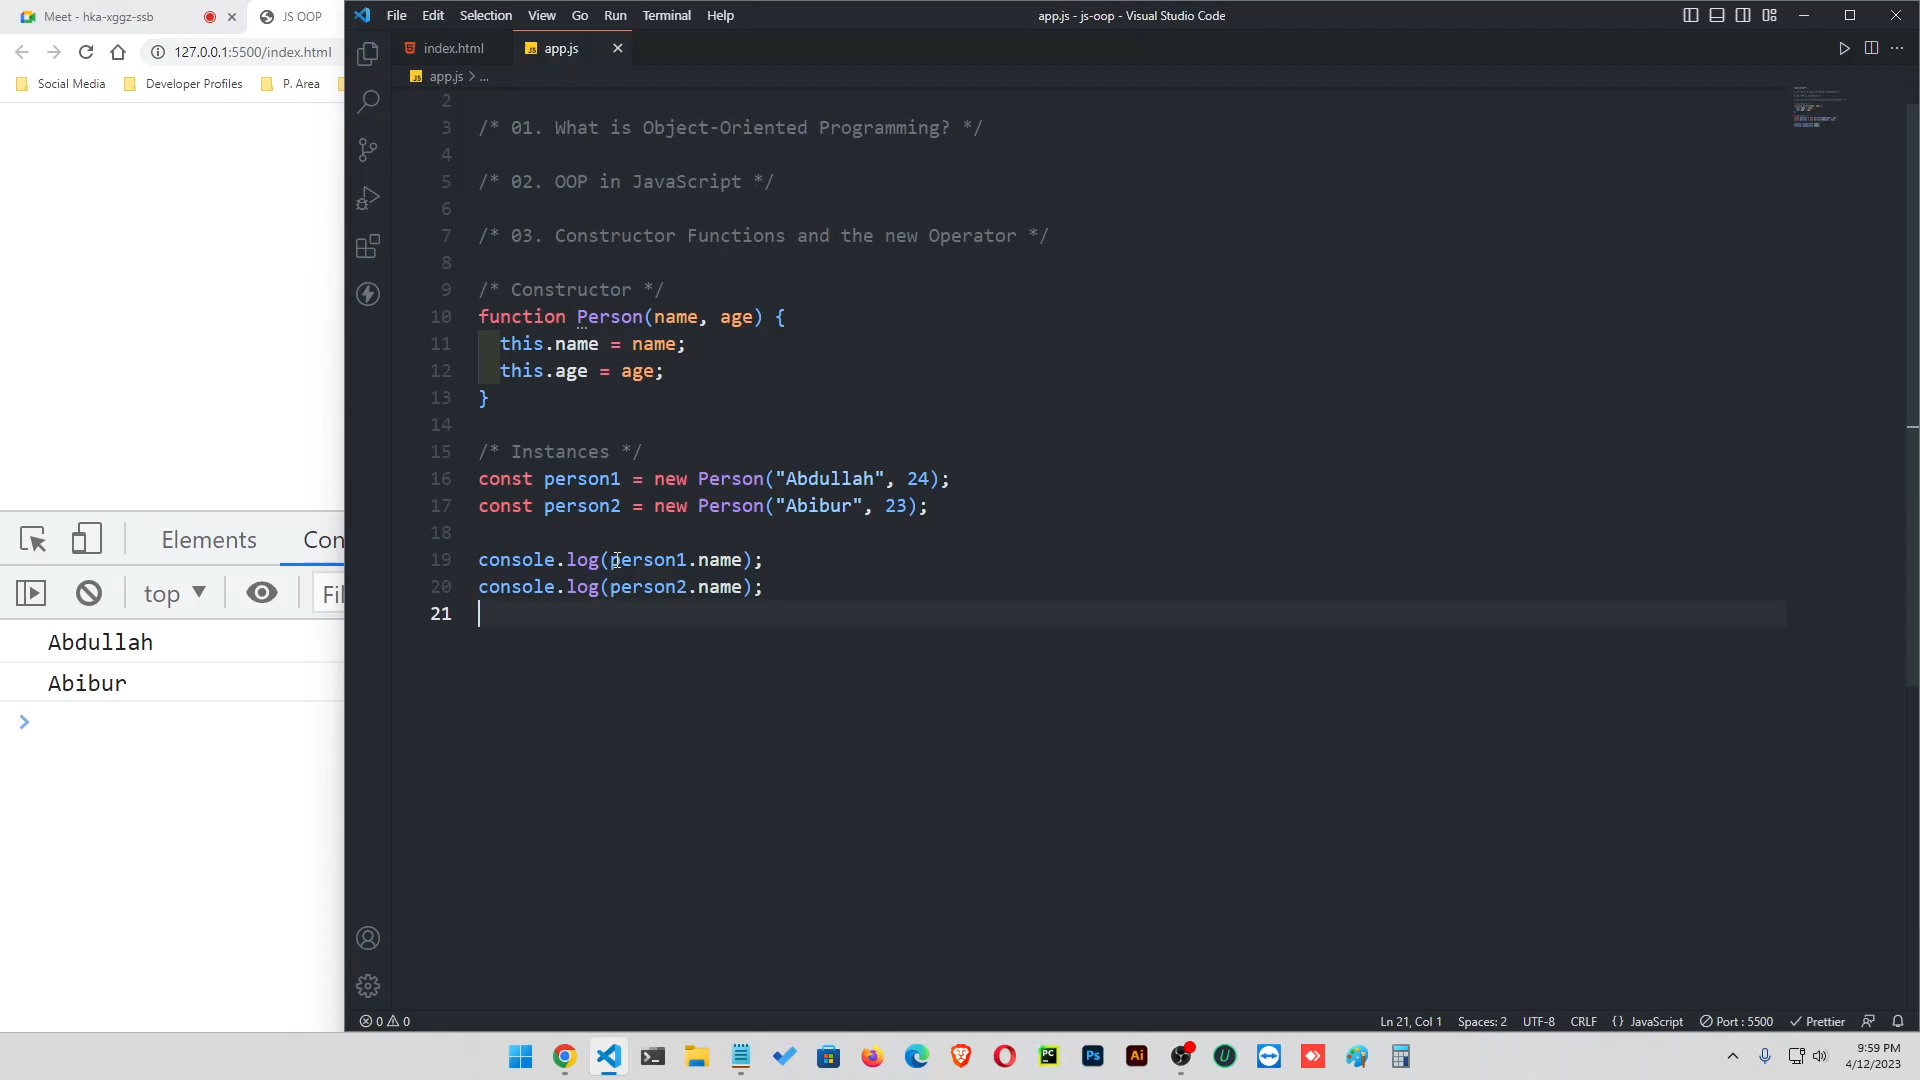 Meet - hka-xggz-ssb
JS OOP
127.0.0.1:5500/index.html
Social Media
Developer Profiles
P. Area
Elements
Con
top
Fil
Abdullah
Abibur
File Edit Selection View Go Run Terminal Help
app.js - js-oop - Visual Studio Code
index.html
JS app.js
JS app.js > ...
2
3 /* 01. What is Object-Oriented Programming? */
4
5 /* 02. OOP in JavaScript */
6
7 /* 03. Constructor Functions and the new Operator */
8
9 /* Constructor */
10 function Person(name, age) {
11 this.name = name;
12 this.age = age;
13 }
14
15 /* Instances */
16 const person1 = new Person("Abdullah", 24);
17 const person2 = new Person("Abibur", 23);
18
19 console.log(person1.name);
20 console.log(person2.name);
21
0 0
Ln 21, Col 1 Spaces: 2 UTF-8 CRLF {} JavaScript Port : 5500 Prettier
PC
Ps
Ai
U
9:59 PM
4/12/2023